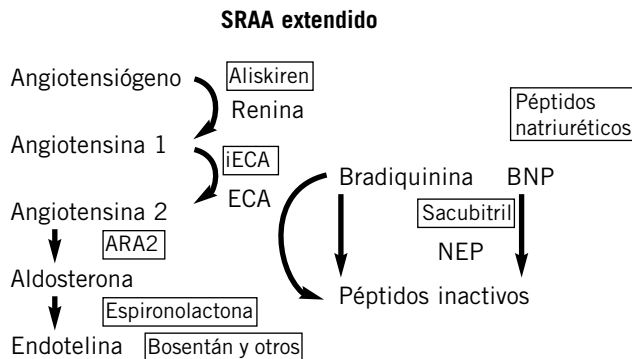 SRAA extendido
Angiotensiógeno
Aliskiren
Renina
Péptidos
natriuréticos
Angiotensina 1
iECA
ECA
Bradiquinina
BNP
Angiotensina 2
Sacubitril
ARA2
NEP
Aldosterona
Péptidos inactivos
Espironolactona
Endotelina
Bosentán y otros